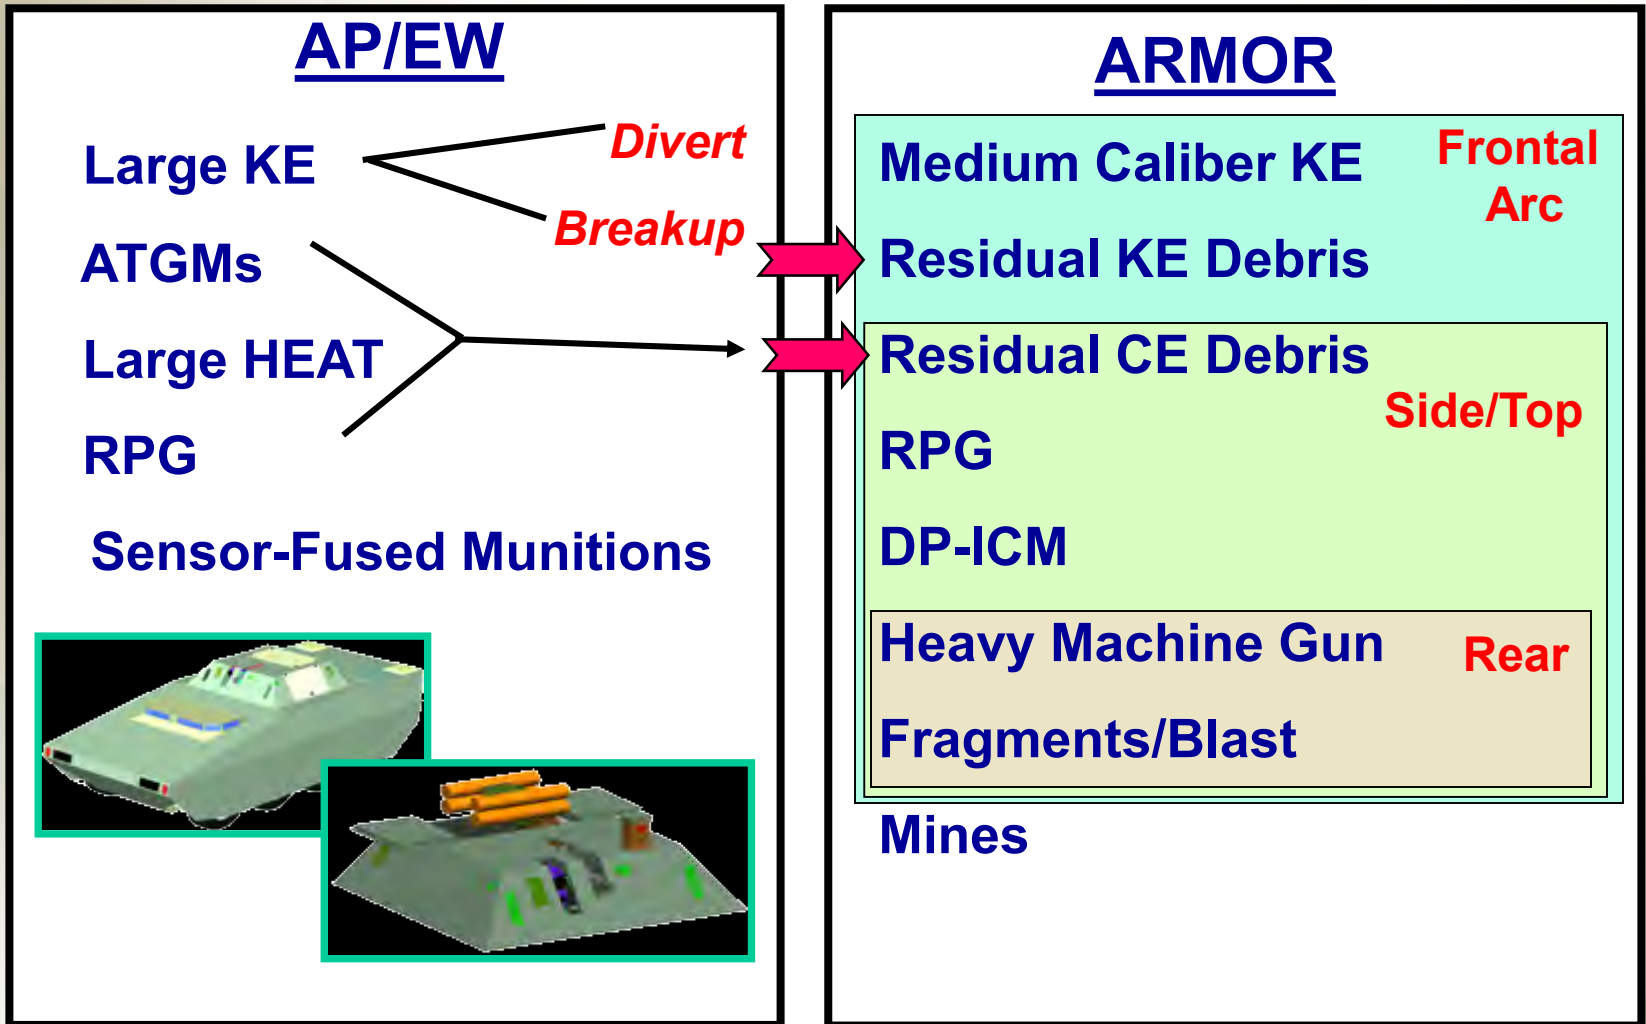 AP/EW
Large KE
Divert
Breakup
ATGMs
Large HEAT
RPG
Sensor-Fused Munitions
ARMOR
Medium Caliber KE
Frontal
Arc
Residual KE Debris
Residual CE Debris
Side/Top
RPG
DP-ICM
Heavy Machine Gun
Rear
Fragments/Blast
Mines